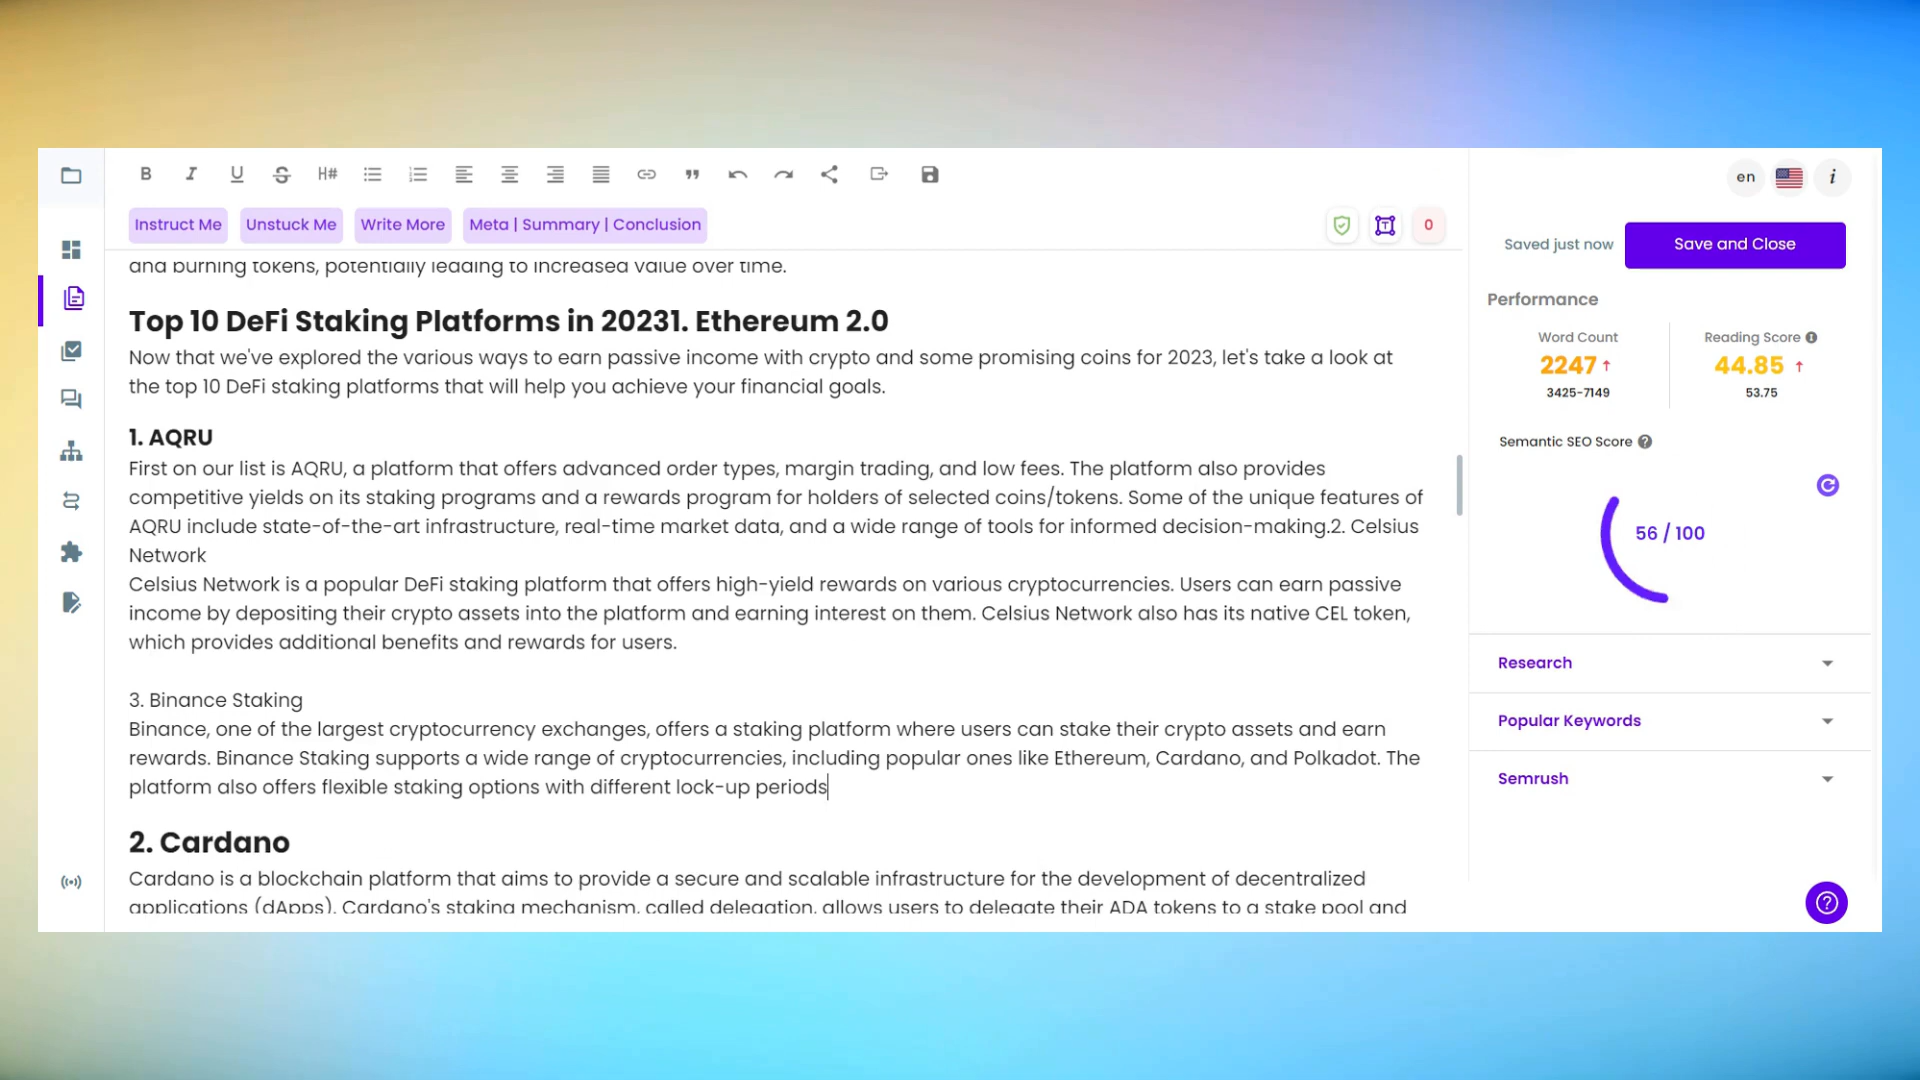 B I U S H#
Instruct Me Unstuck Me Write More Meta | Summary | Conclusion T 0
and burning tokens, potentially leading to increased value over time.
Top 10 DeFi Staking Platforms in 20231. Ethereum 2.0
Now that we've explored the various ways to earn passive income with crypto and some promising coins for 2023, let's take a look at
the top 10 DeFi staking platforms that will help you achieve your financial goals.
1. AQRU
First on our list is AQRU, a platform that offers advanced order types, margin trading, and low fees. The platform also provides
competitive yields on its staking programs and a rewards program for holders of selected coins/tokens. Some of the unique features of
AQRU include state-of-the-art infrastructure, real-time market data, and a wide range of tools for informed decision-making.2. Celsius
Network
Celsius Network is a popular DeFi staking platform that offers high-yield rewards on various cryptocurrencies. Users can earn passive
income by depositing their crypto assets into the platform and earning interest on them. Celsius Network also has its native CEL token,
which provides additional benefits and rewards for users.
3. Binance Staking
Binance, one of the largest cryptocurrency exchanges, offers a staking platform where users can stake their crypto assets and earn
rewards. Binance Staking supports a wide range of cryptocurrencies, including popular ones like Ethereum, Cardano, and Polkadot. The
platform also offers flexible staking options with different lock-up periods
2. Cardano
Cardano is a blockchain platform that aims to provide a secure and scalable infrastructure for the development of decentralized
applications (dApps). Cardano's staking mechanism, called delegation, allows users to delegate their ADA tokens to a stake pool and
en i
Saved just now Save and Close
Performance
Word Count Reading Score
2247 44.85
3425-7149 53.75
Semantic SEO Score
56 / 100
Research
Popular Keywords
Semrush